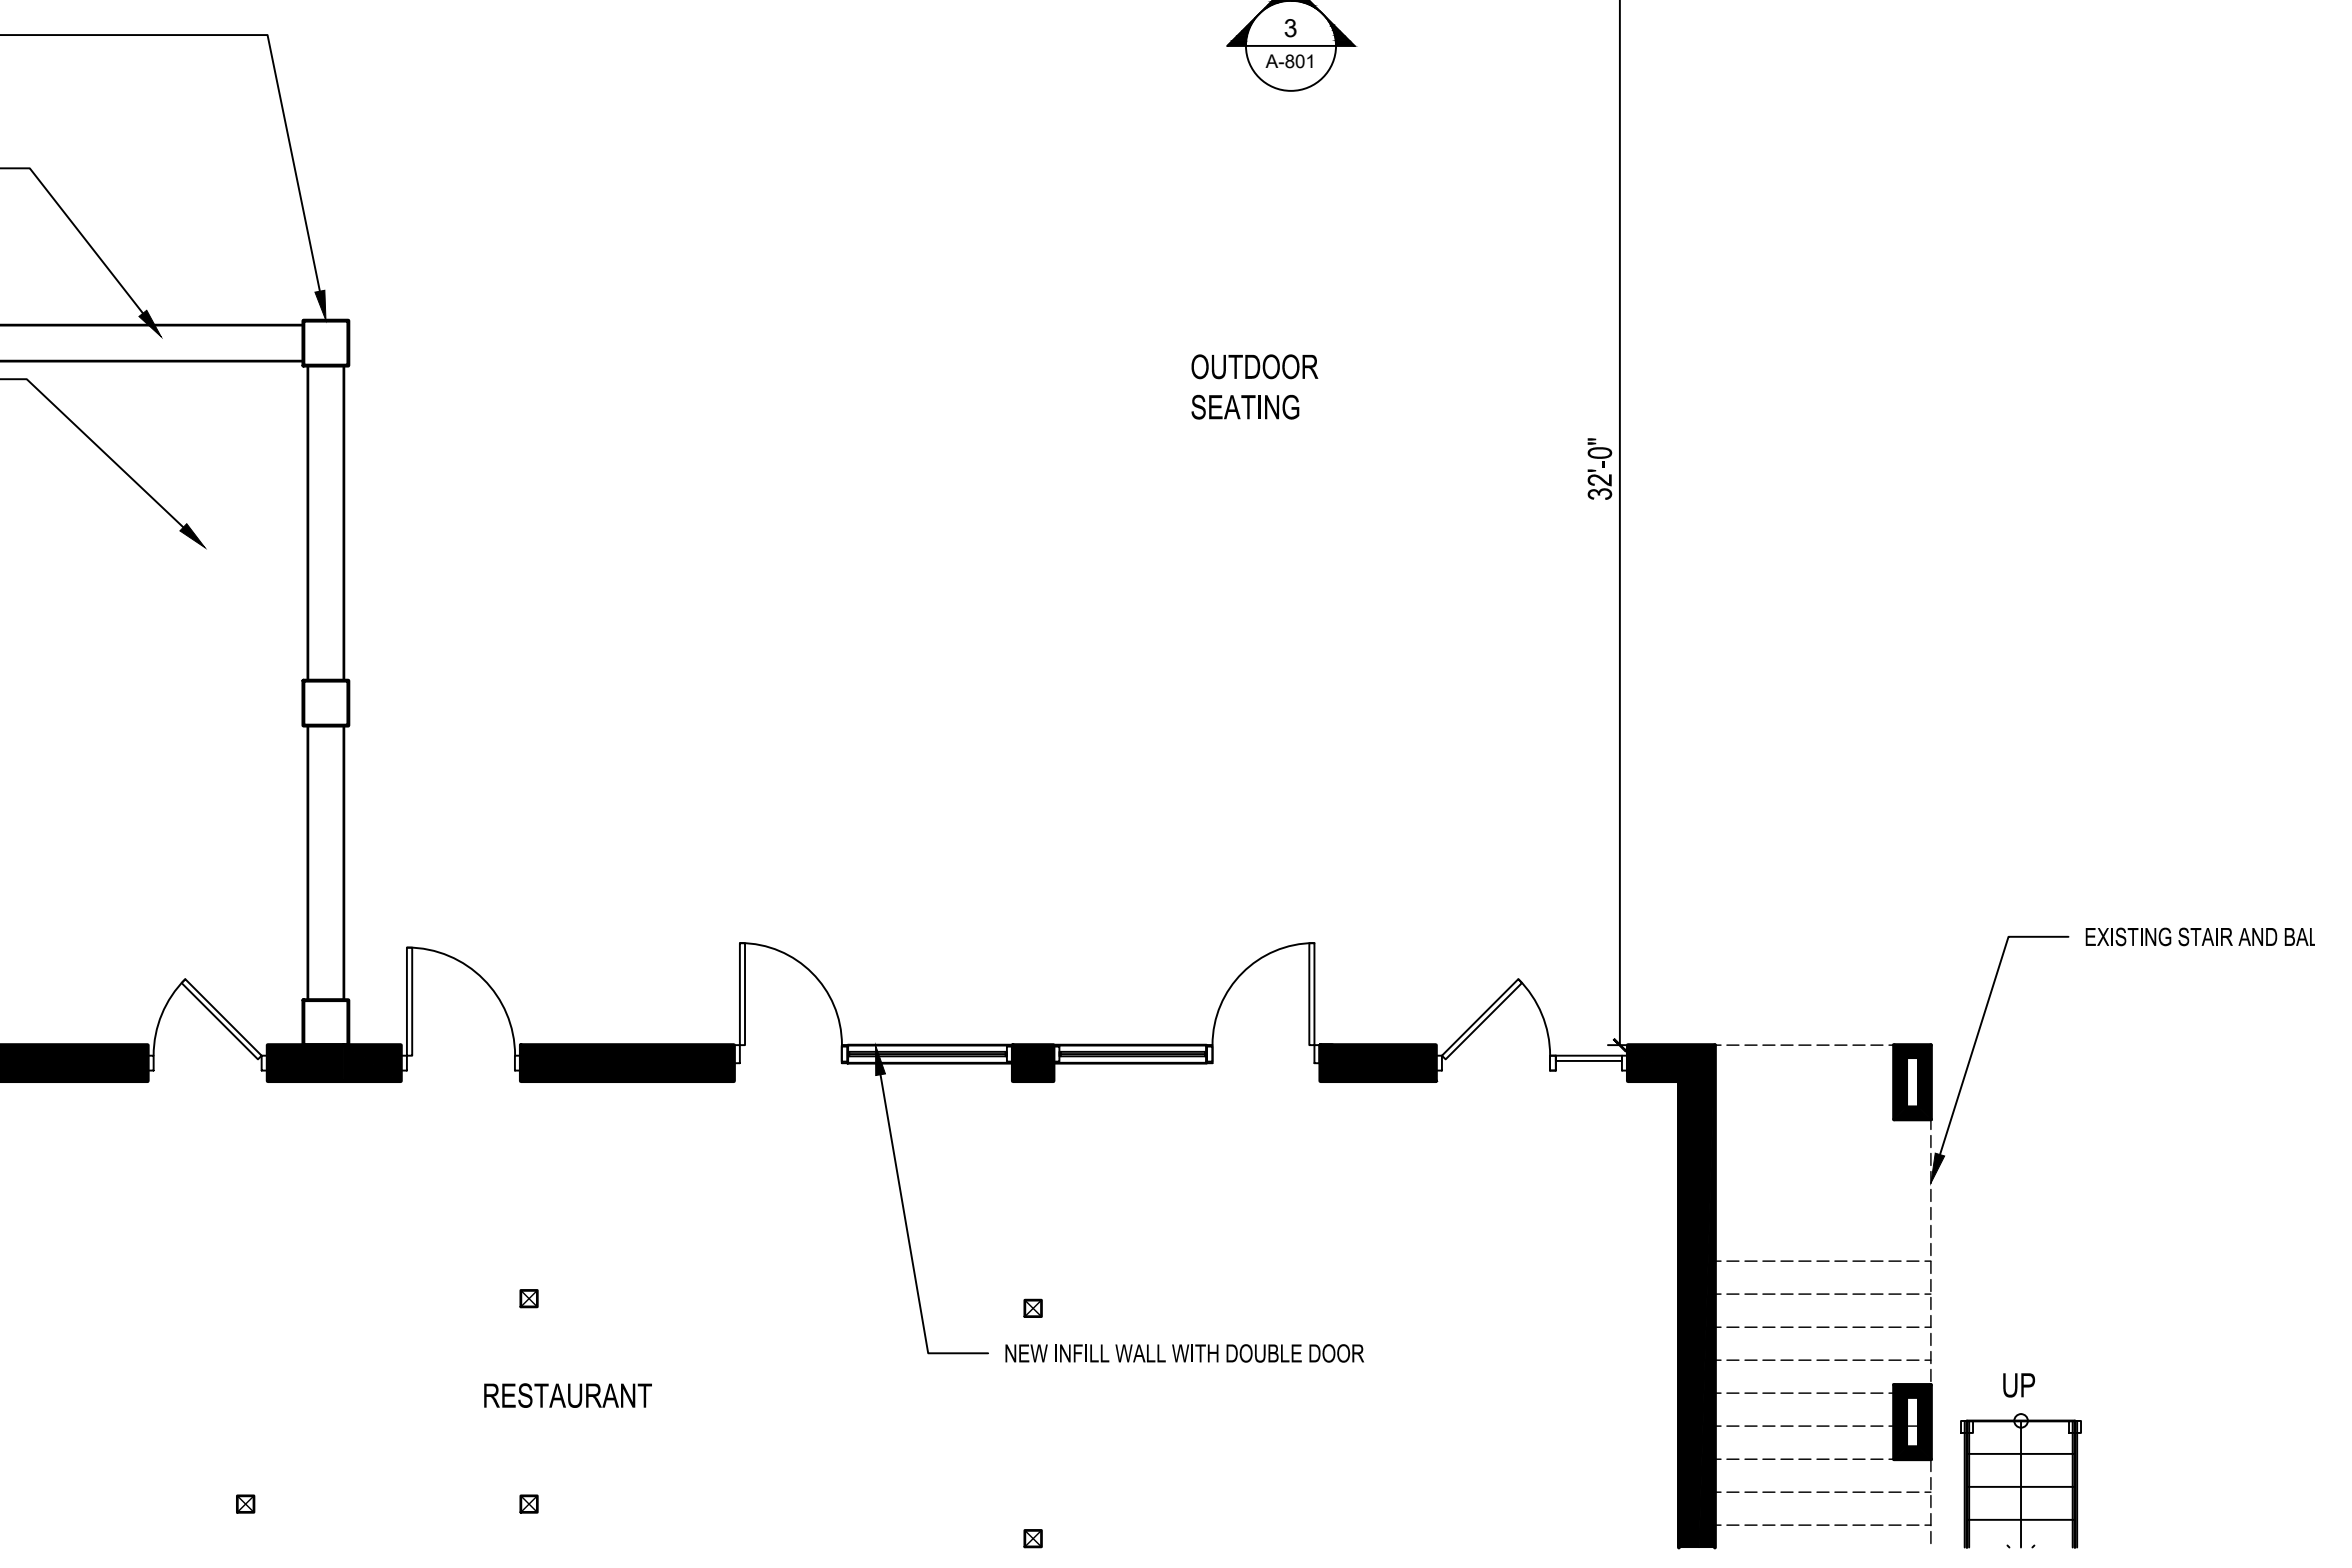 3
A-801
OUTDOOR
SEATING
32'-0"
EXISTING STAIR AND BAL
NEW INFILL WALL WITH DOUBLE DOOR
RESTAURANT
UP